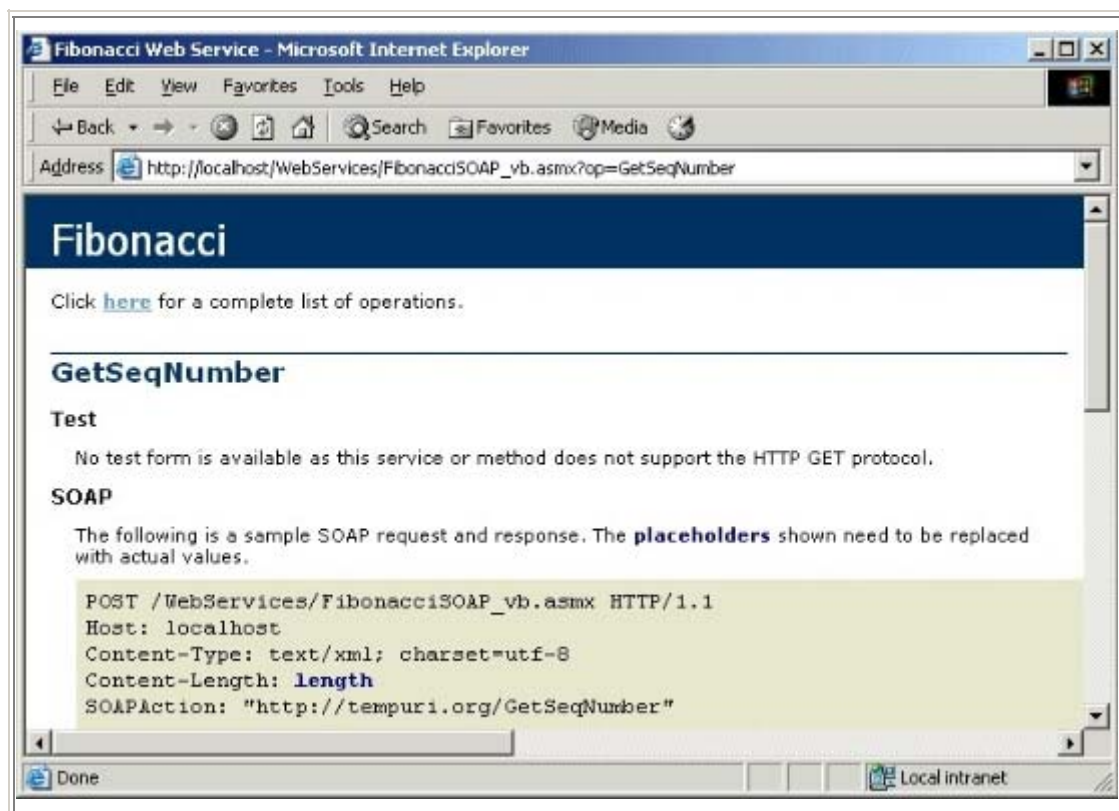 Fibonacci Web Service - Microsoft Internet Explorer
File Edit View Favorites Tools Help
Back Search Favorites Media
Address http://localhost/WebServices/FibonacciSOAP_vb.asmx?op=GetSeqNumber
Fibonacci
Click here for a complete list of operations.
GetSeqNumber
Test
No test form is available as this service or method does not support the HTTP GET protocol.
SOAP
The following is a sample SOAP request and response. The placeholders shown need to be replaced
with actual values.
POST /WebServices/FibonacciSOAP_vb.asmx HTTP/1.1
Host: localhost
Content-Type: text/xml; charset=utf-8
Content-Length: length
SOAPAction: "http://tempuri.org/GetSeqNumber"
Done Local intranet